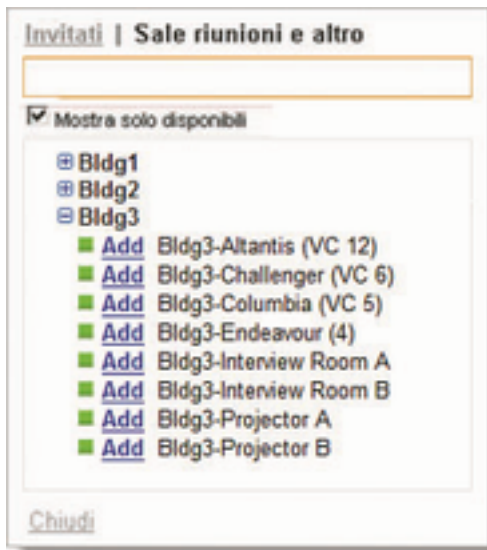 Invitati | Sale riunioni e altro
Mostra solo disponibili
Bldg1
Bldg2
Bldg3
Add Bldg3-Altantis (VC 12)
Add Bldg3-Challenger (VC 6)
Add Bldg3-Columbia (VC 5)
Add Bldg3-Endeavour (4)
Add Bldg3-Interview Room A
Add Bldg3-Interview Room B
Add Bldg3-Projector A
Add Bldg3-Projector B
Chiudi